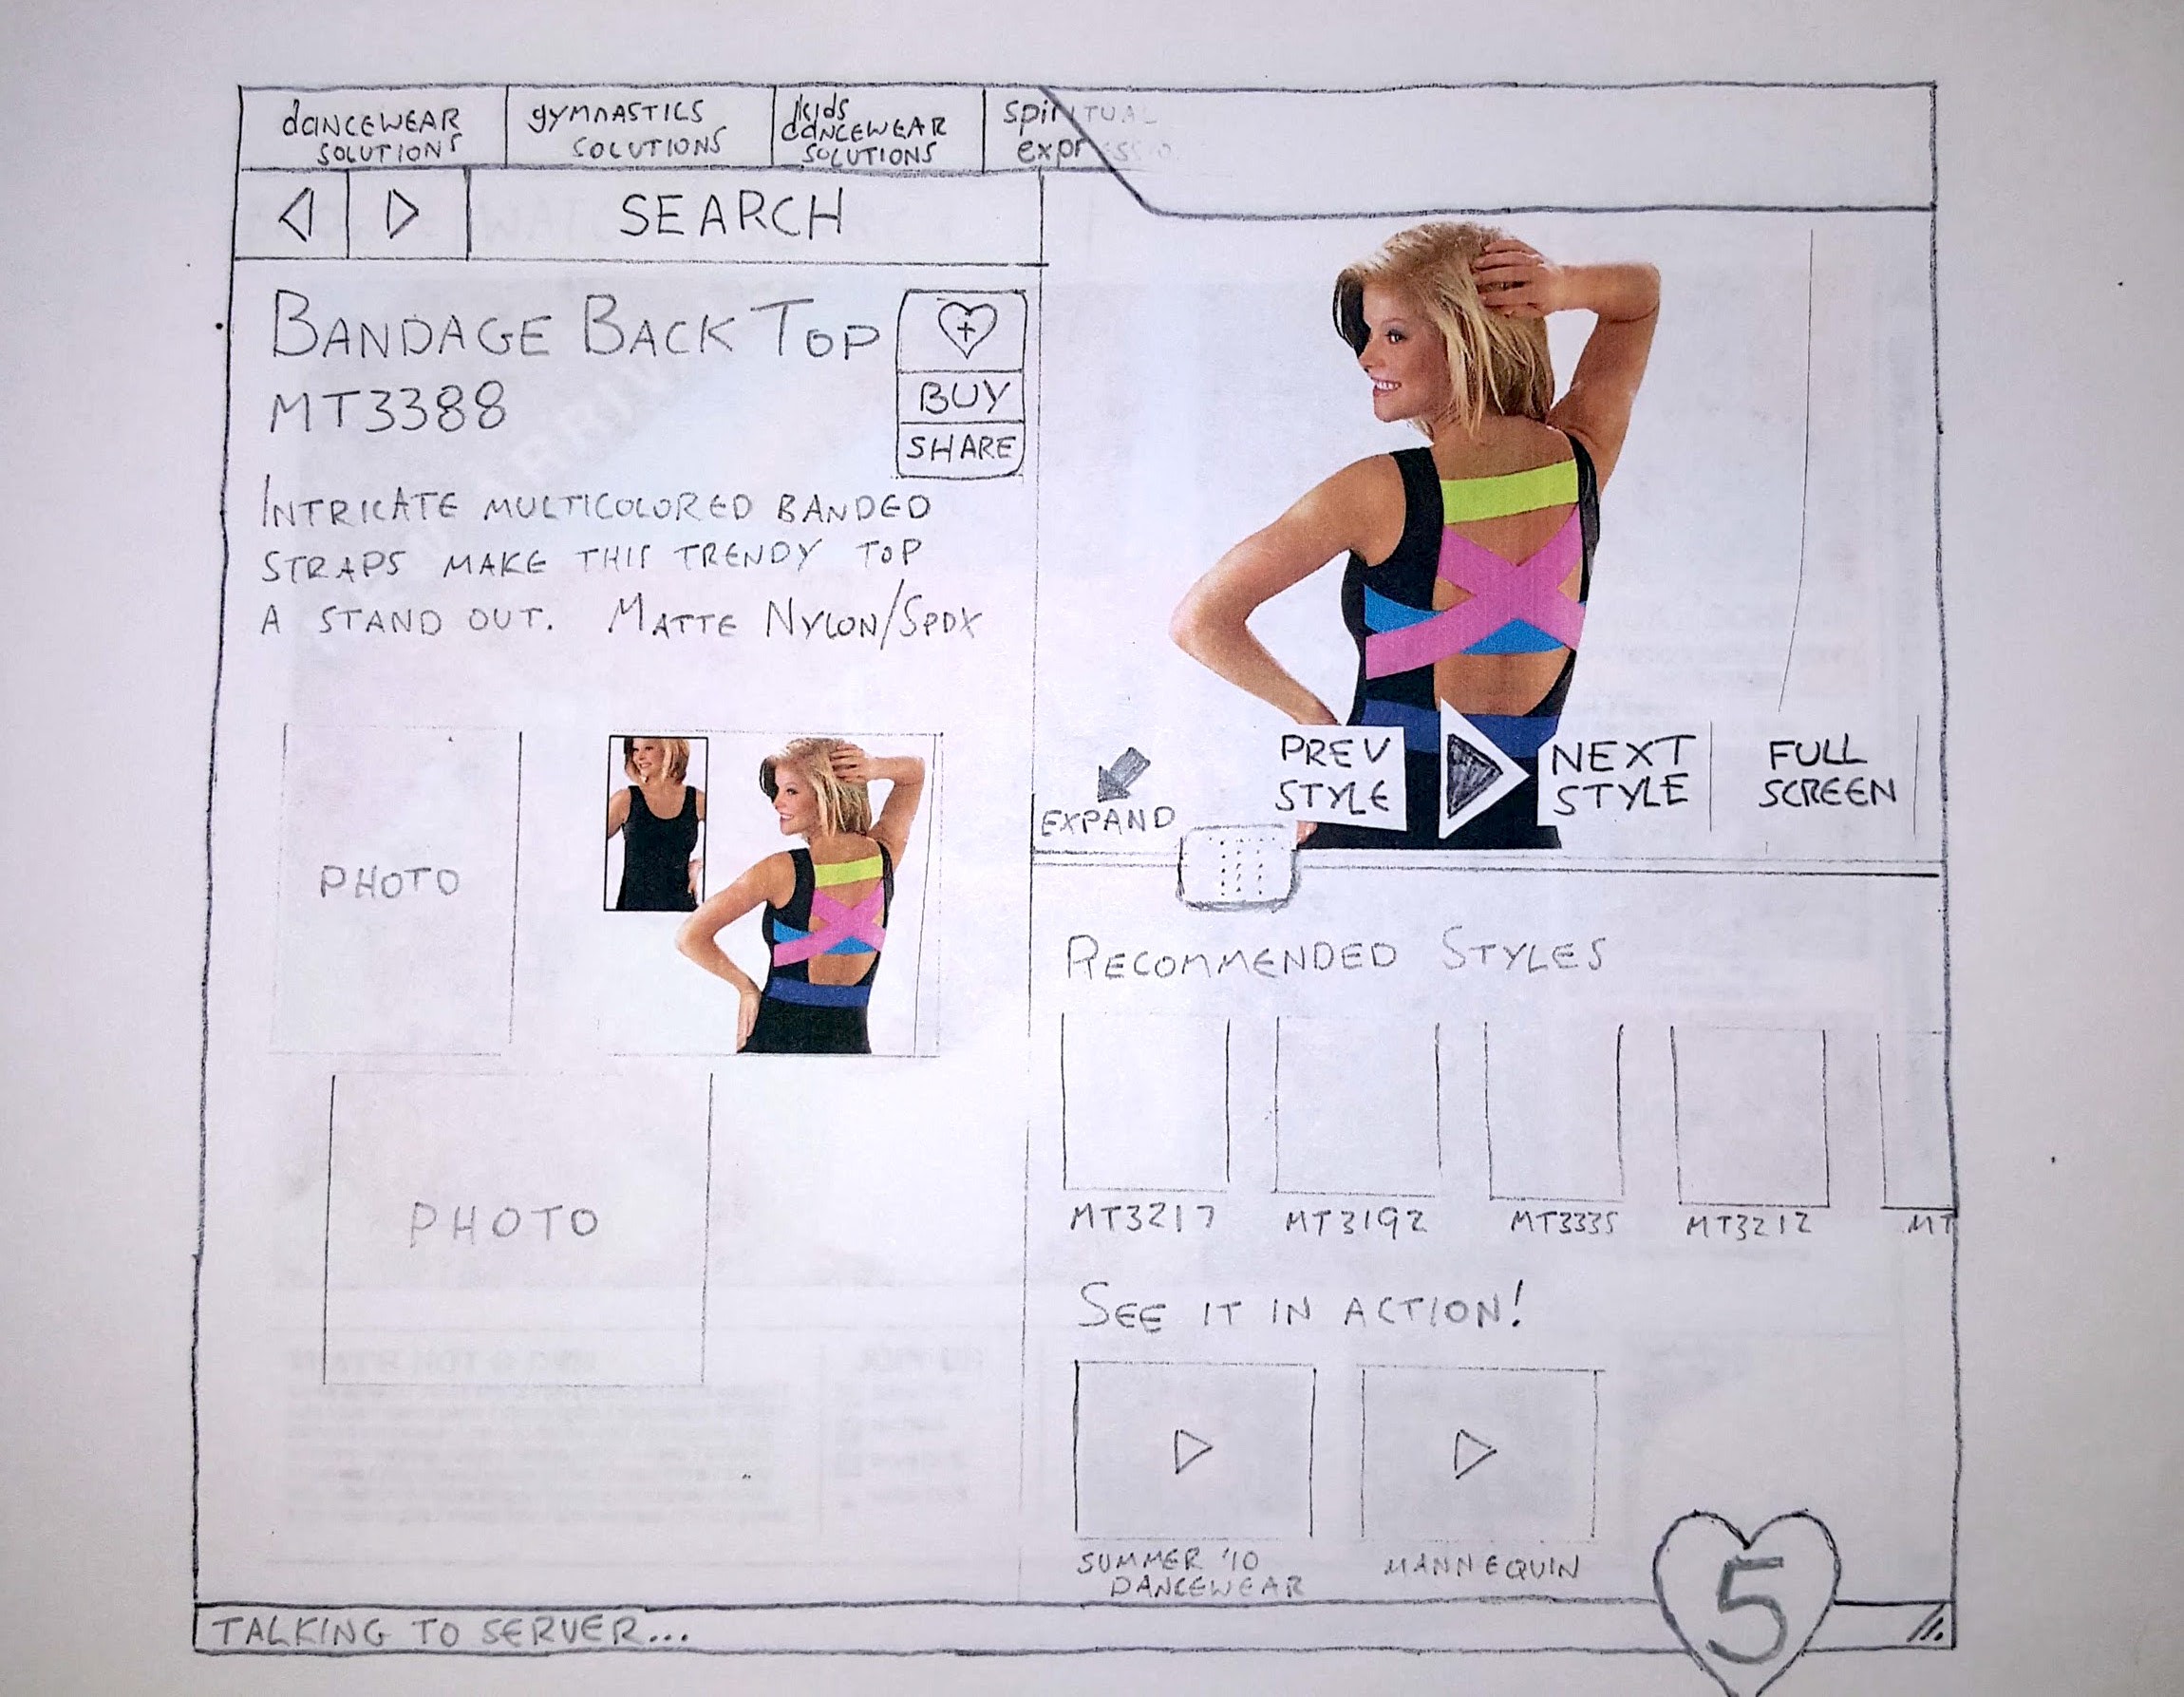 dancewear
solutions
gymnastics
solutions
kids
dancewear
solutions
spiritual
expressio
SEARCH
BANDAGE BACK TOP
MT3388
BUY
SHARE
INTRICATE MULTICOLORED BANDED
STRAPS MAKE THIS TRENDY TOP
A STAND OUT. MATTE NYLON/SPDX
PHOTO
PHOTO
EXPAND
PREV
STYLE
NEXT
STYLE
FULL
SCREEN
RECOMMENDED STYLES
MT3217
MT3192
MT3335
MT3212
MT
SEE IT IN ACTION!
SUMMER '10
DANCEWEAR
MANNEQUIN
5
TALKING TO SERVER...